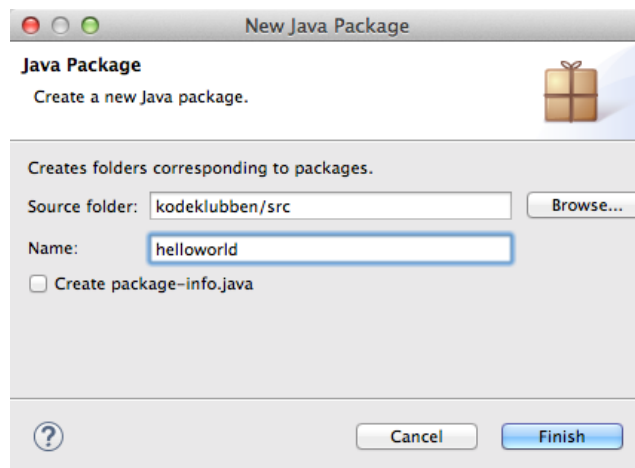 New Java Package
Java Package
Create a new Java package.
Creates folders corresponding to packages.
Source folder: kodeklubben/src Browse...
Name: helloworld
Create package-info.java
? Cancel Finish